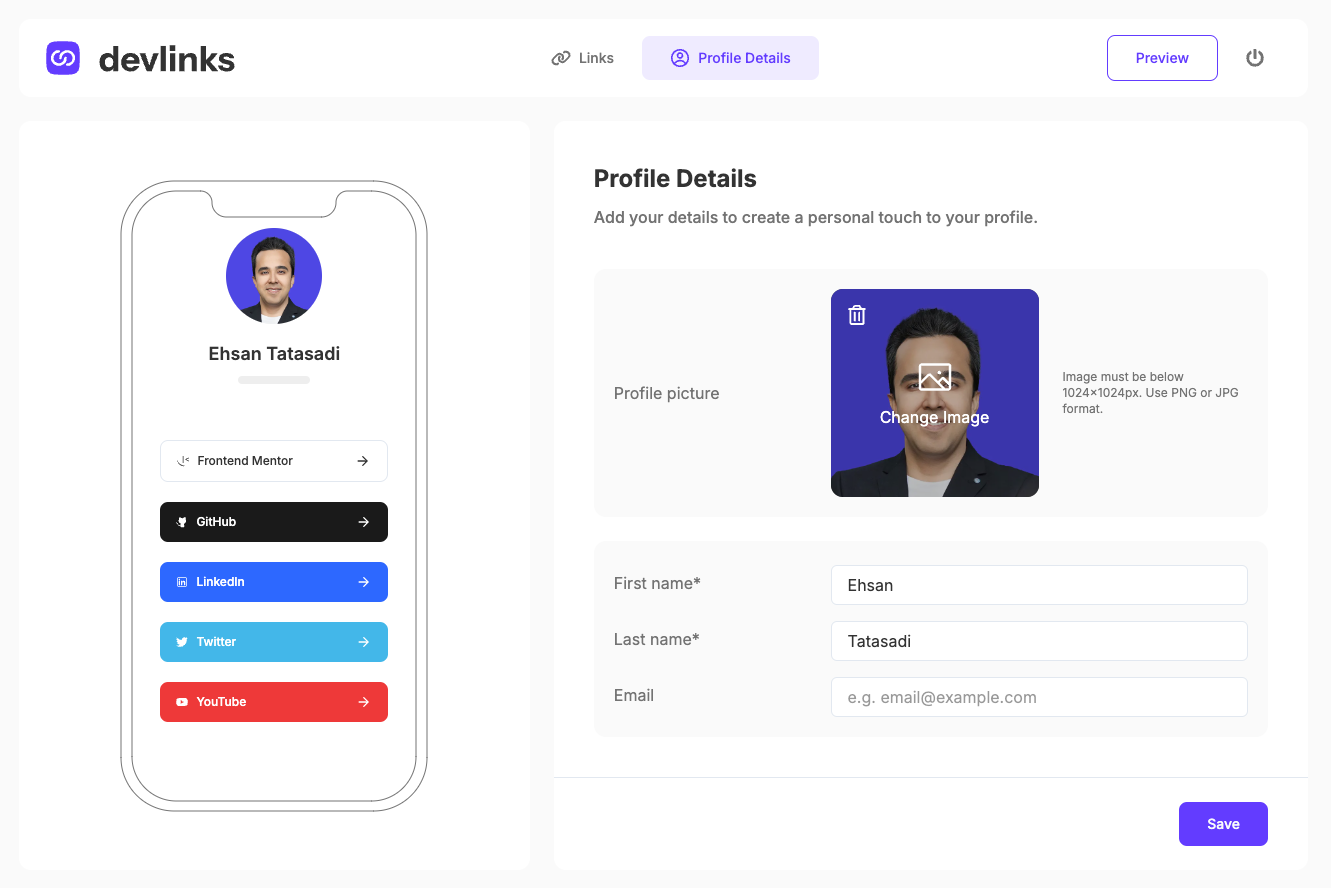 devlinks
Links
Profile Details
Preview
Ehsan Tatasadi
Frontend Mentor
GitHub
LinkedIn
Twitter
YouTube
Profile Details
Add your details to create a personal touch to your profile.
Profile picture
Change Image
Image must be below
1024×1024px. Use PNG or JPG
format.
First name*
Ehsan
Last name*
Tatasadi
Email
e.g. email@example.com
Save